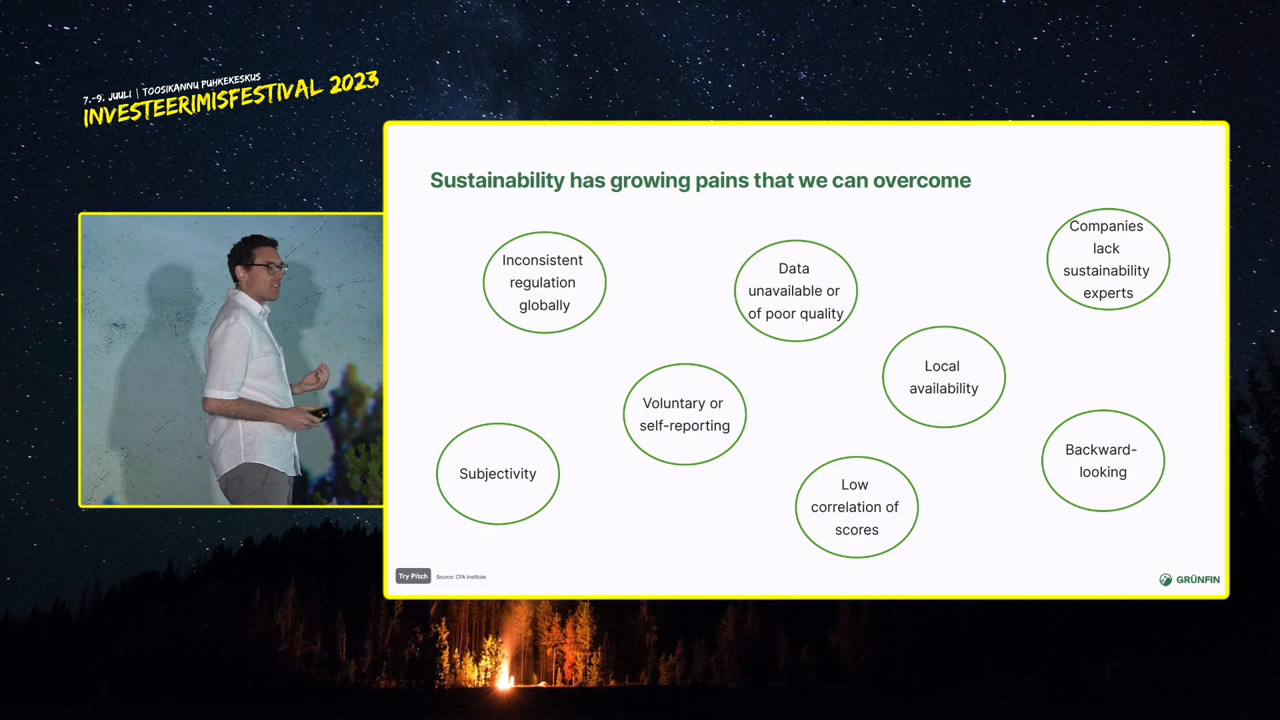 7.-9. JUULI | TOOSIKANNU PUHKEKESKUS
INVESTEERIMISFESTIVAL 2023
Sustainability has growing pains that we can overcome
Inconsistent
regulation
globally
Data
unavailable or
of poor quality
Companies
lack
sustainability
experts
Local
availability
Voluntary or
self-reporting
Subjectivity
Low
correlation of
scores
Backward-
looking
Try Pitch
Source: CFA Institute
GRÜNFIN